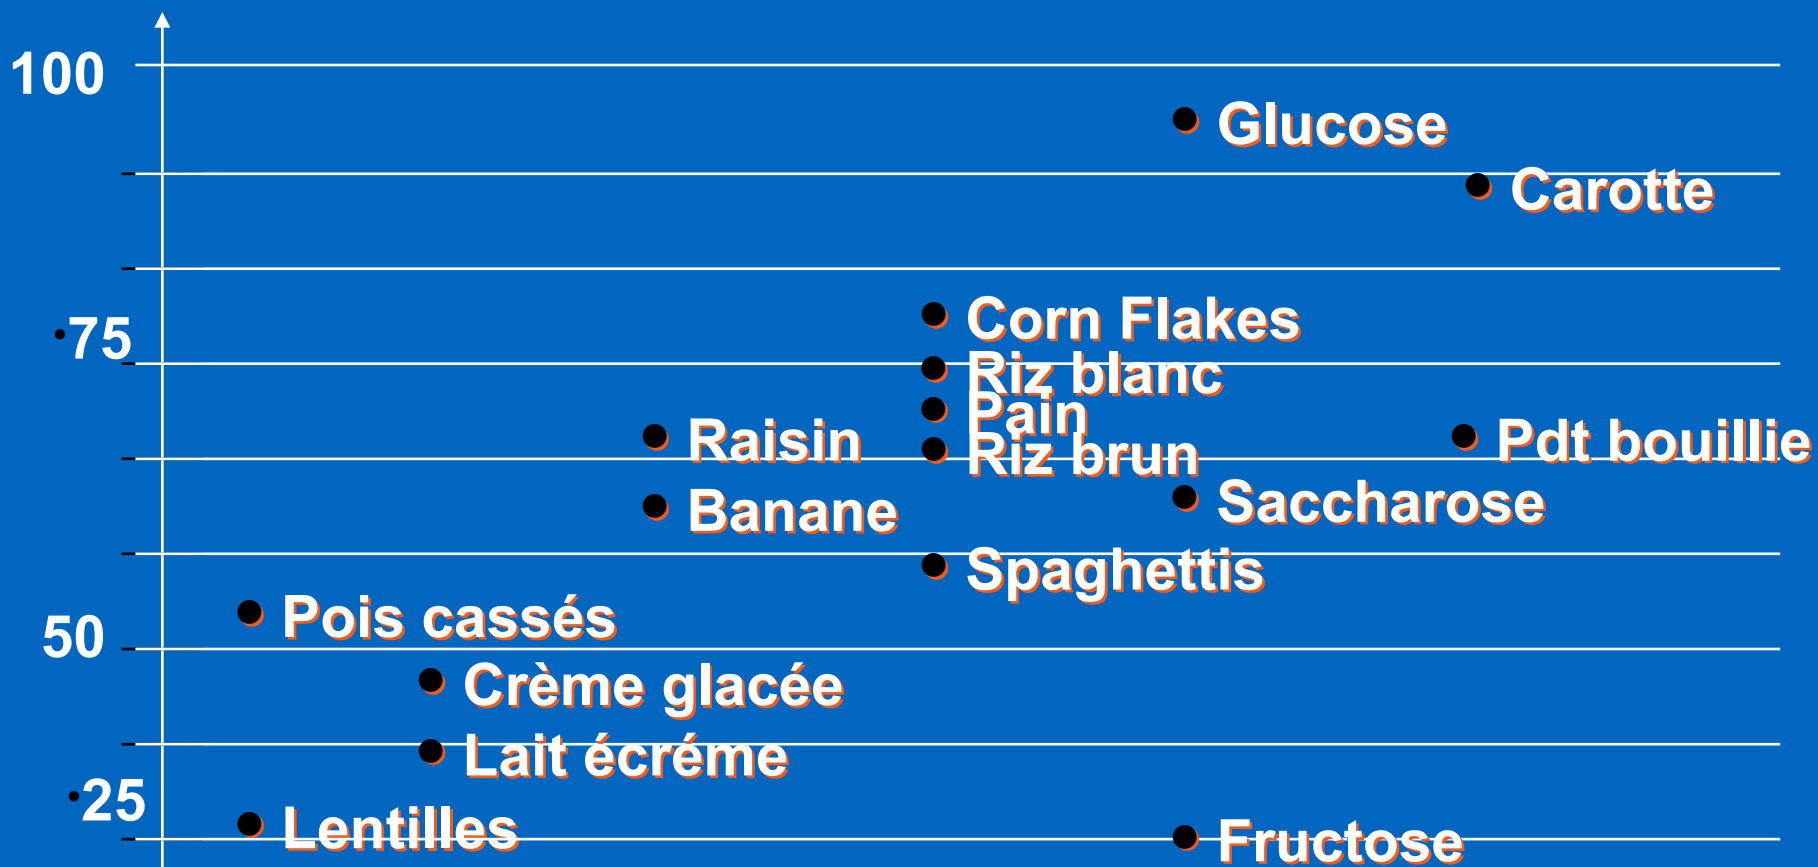 100
• Glucose
• Carotte
• Corn Flakes
•75
• Riz blanc
• Pain
• Raisin
• Pdt bouillie
• Riz brun
• Saccharose
• Banane
• Spaghettis
• Pois cassés
50
• Crème glacée
• Lait écréme
•25
• Lentilles
• Fructose